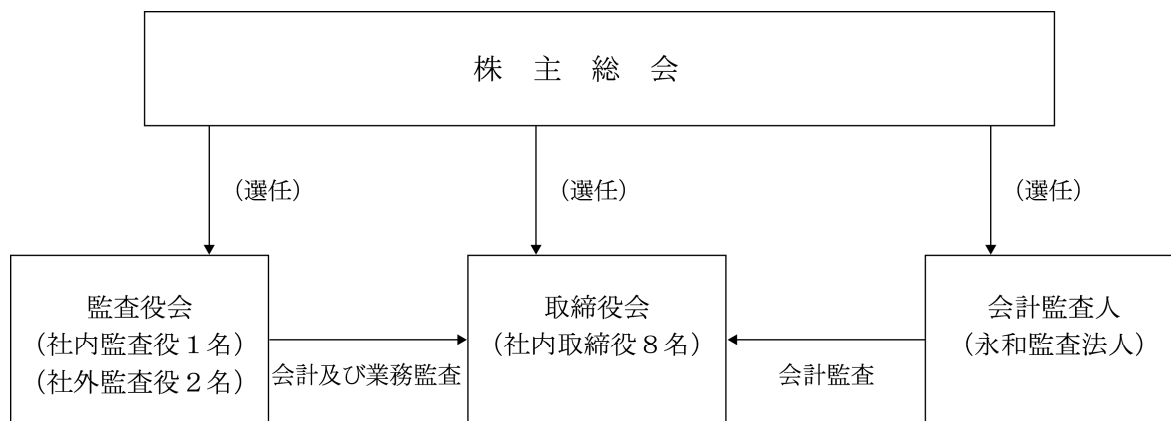 株　主　総　会
（選任）
（選任）
（選任）
監査役会
（社内監査役１名）
（社外監査役２名）
会計及び業務監査
取締役会
（社内取締役８名）
会計監査
会計監査人
（永和監査法人）